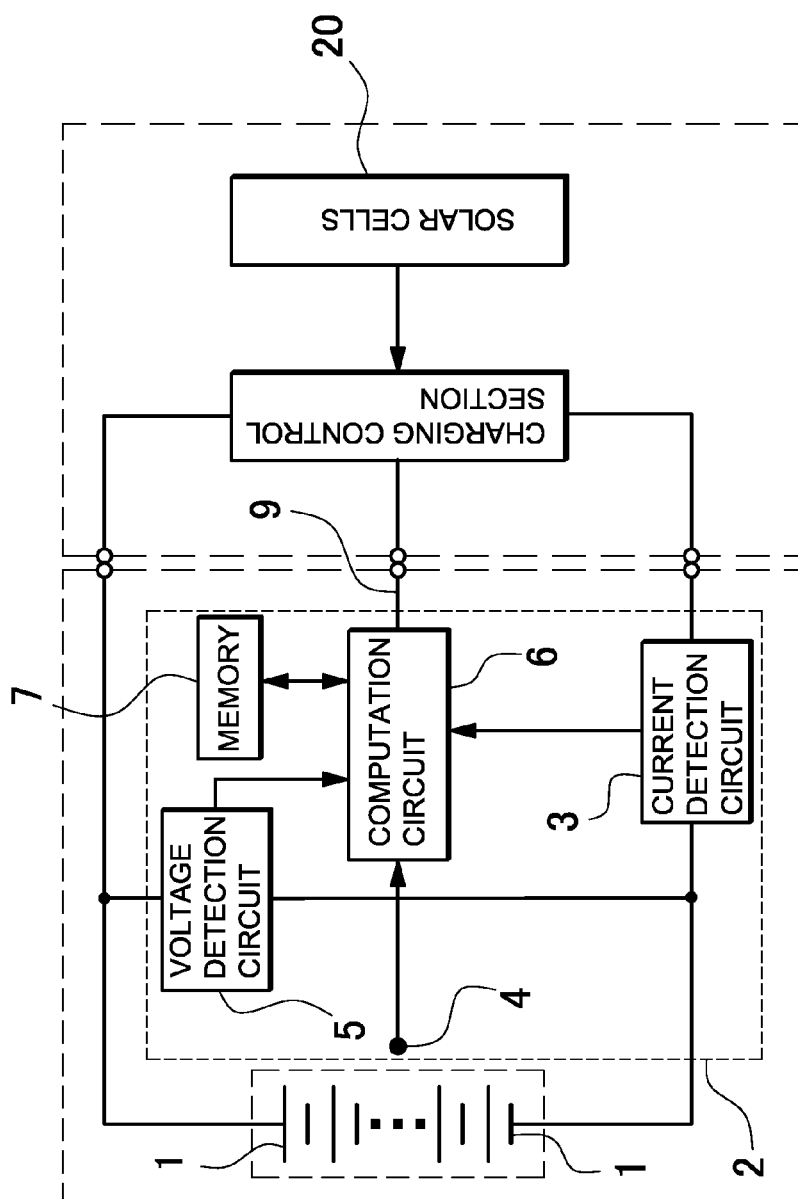 7
1
VOLTAGE
DETECTION
CIRCUIT
MEMORY
9
20
5
COMPUTATION
CIRCUIT
CHARGING CONTROL
SECTION
SOLAR CELLS
4
6
3
1
CURRENT
DETECTION
CIRCUIT
2